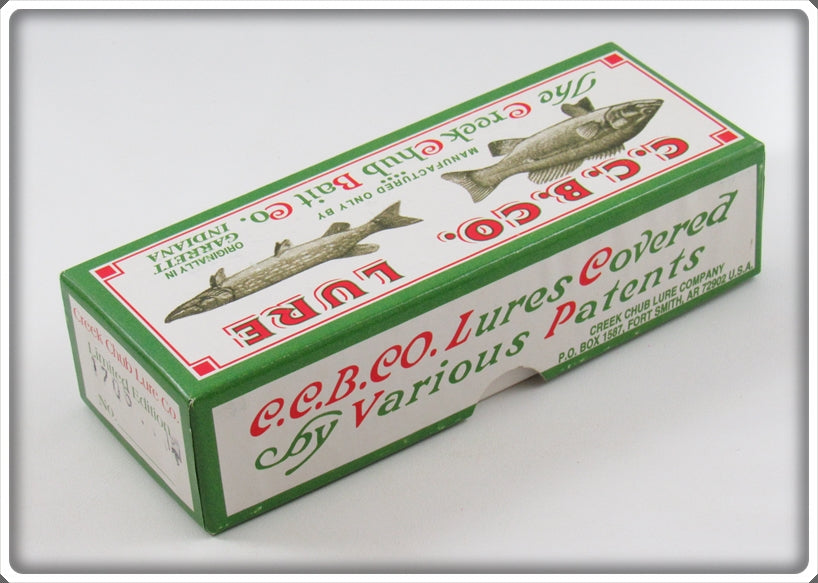 C.C.B.CO.
LURE
MANUFACTURED ONLY BY
The Creek Chub Bait Co.
ORIGINALLY IN
GARRETT
INDIANA
C.C.B.CO. Lures Covered
by Various Patents
CREEK CHUB LURE COMPANY
P.O. BOX 1587, FORT SMITH, AR 72902 U.S.A.
Creek Chub Lure Co.
Limited Edition
No.